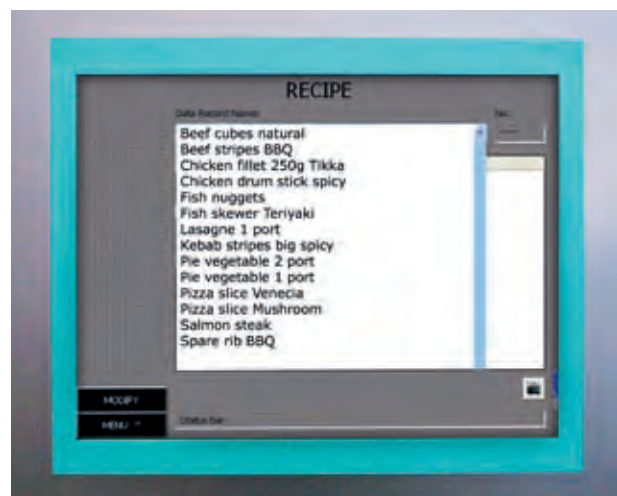 RECIPE
Data Record Name:
No.:
Beef cubes natural
Beef stripes BBQ
Chicken fillet 250g Tikka
Chicken drum stick spicy
Fish nuggets
Fish skewer Teriyaki
Lasagne 1 port
Kebab stripes big spicy
Pie vegetable 2 port
Pie vegetable 1 port
Pizza slice Venecia
Pizza slice Mushroom
Salmon steak
Spare rib BBQ
MODIFY
MENU
Status bar